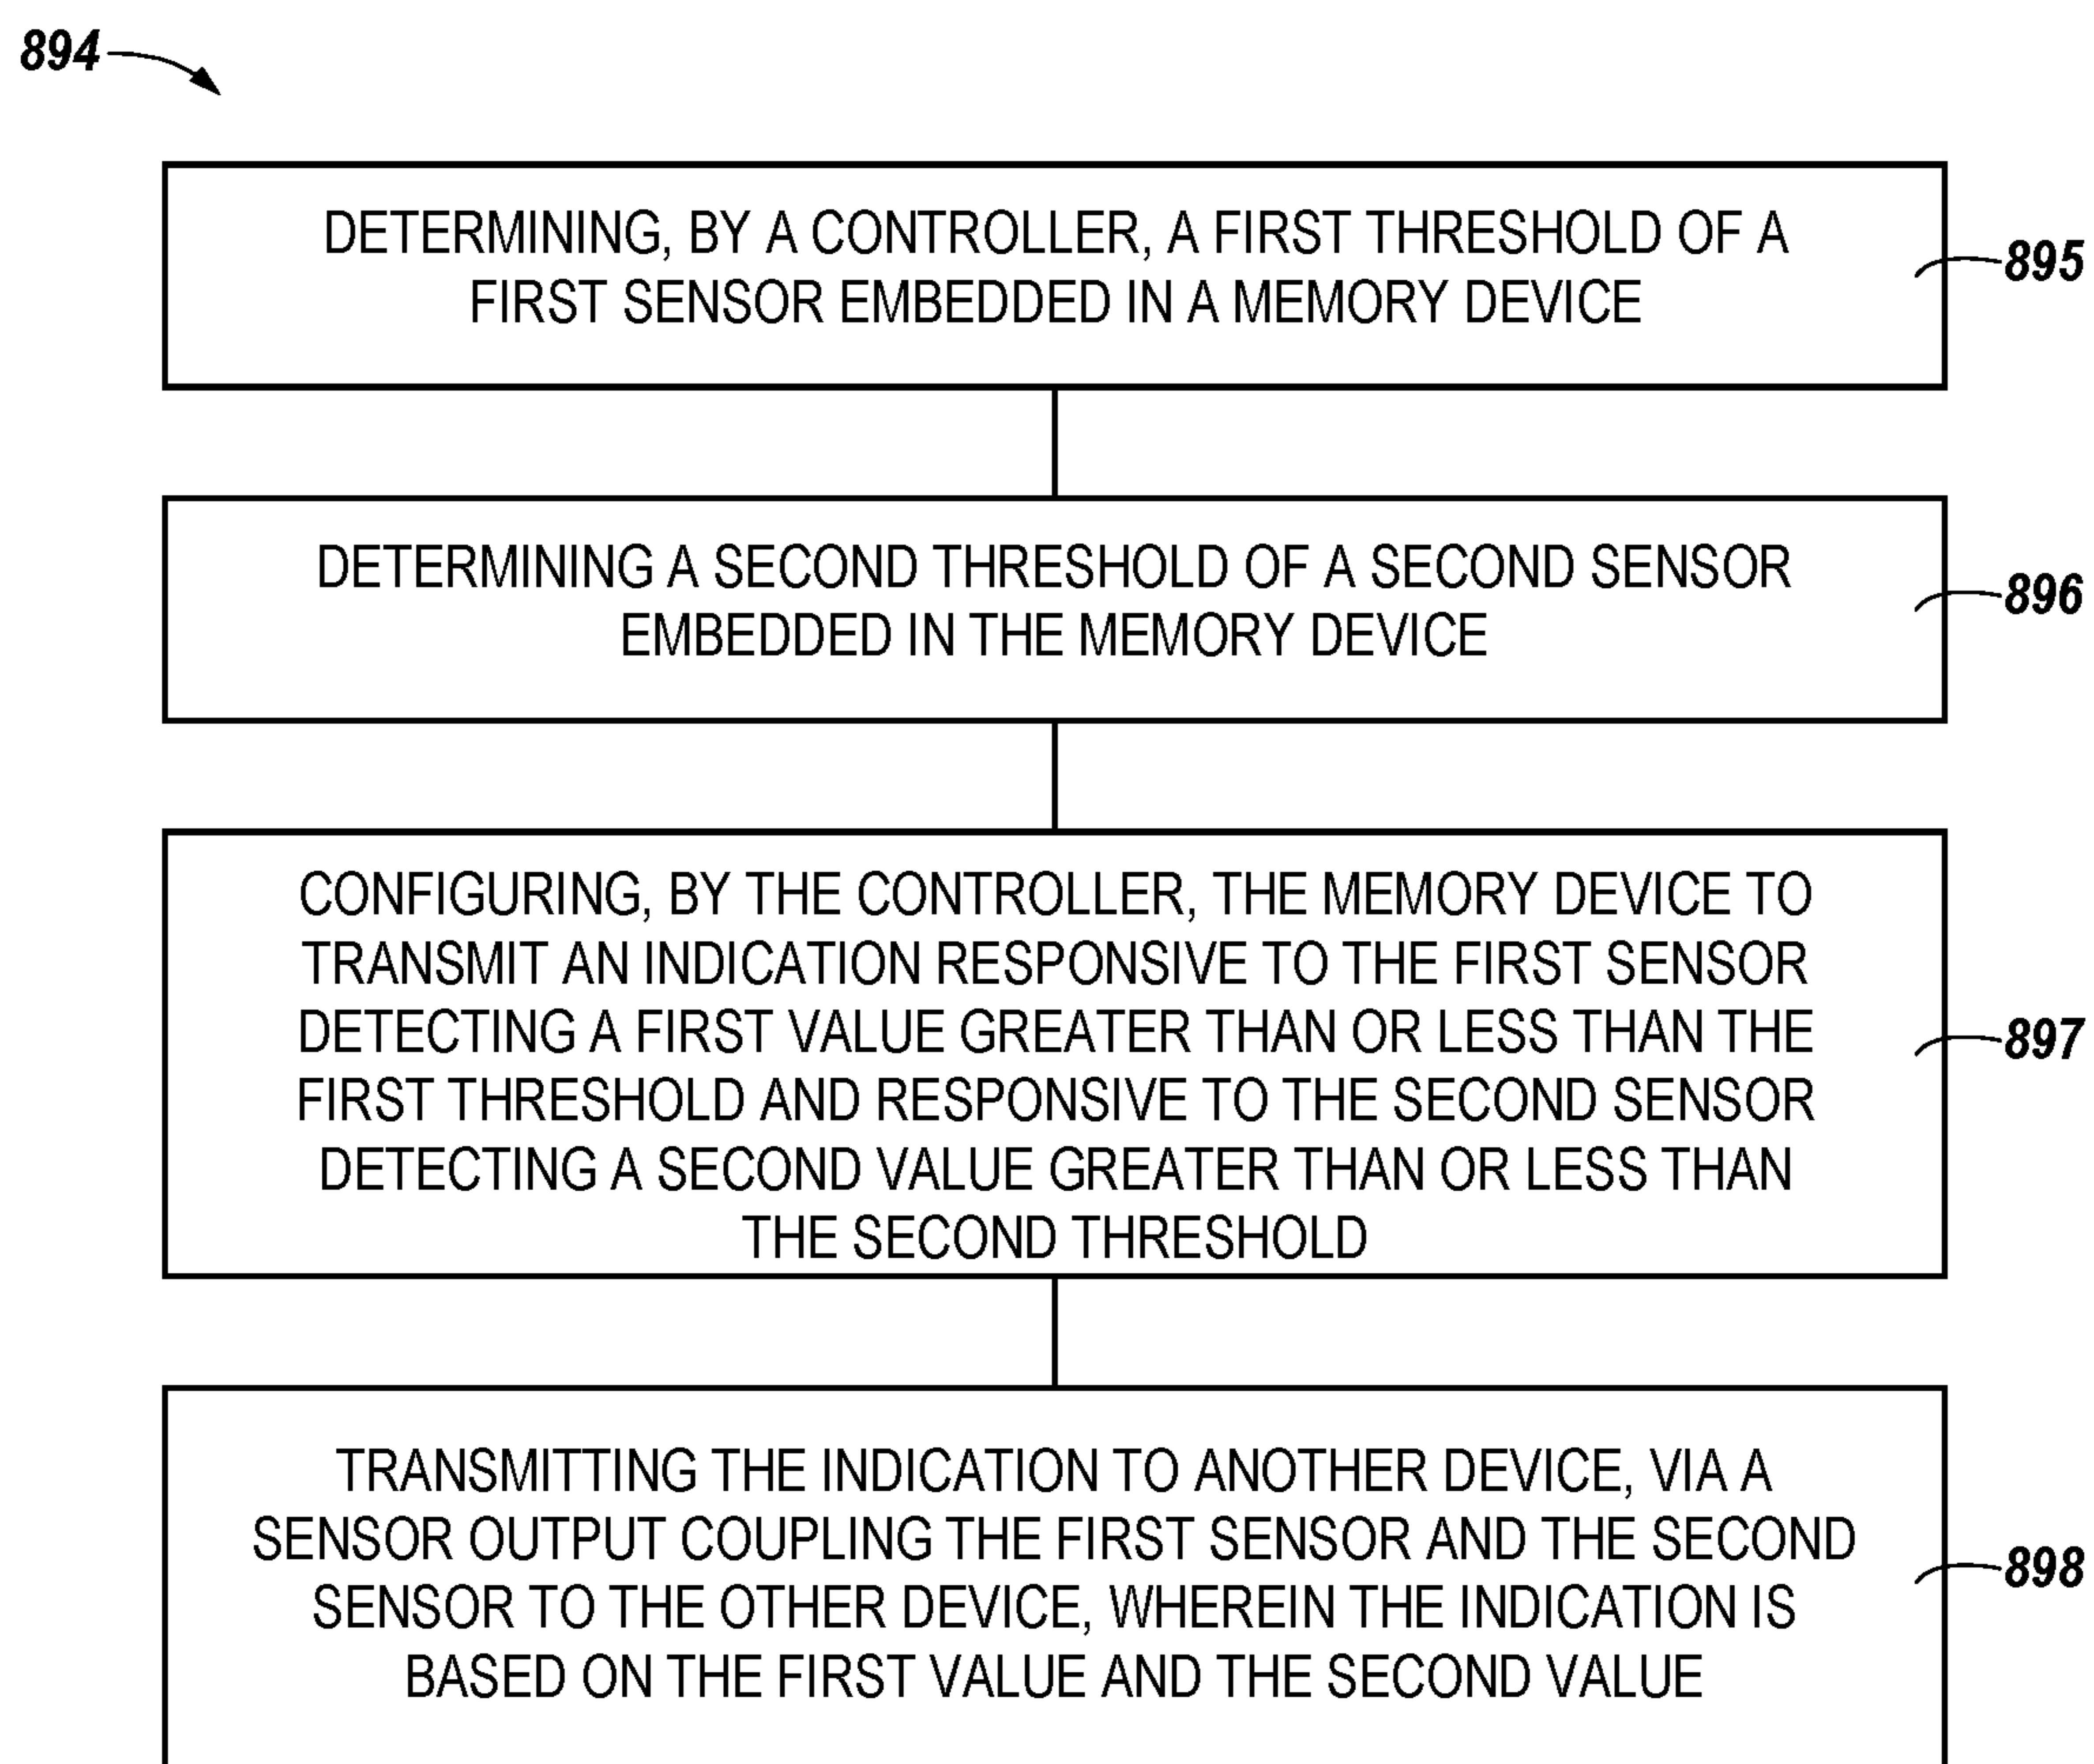 894
DETERMINING, BY A CONTROLLER, A FIRST THRESHOLD OF A
FIRST SENSOR EMBEDDED IN A MEMORY DEVICE
895
DETERMINING A SECOND THRESHOLD OF A SECOND SENSOR
EMBEDDED IN THE MEMORY DEVICE
896
CONFIGURING, BY THE CONTROLLER, THE MEMORY DEVICE TO
TRANSMIT AN INDICATION RESPONSIVE TO THE FIRST SENSOR
DETECTING A FIRST VALUE GREATER THAN OR LESS THAN THE
FIRST THRESHOLD AND RESPONSIVE TO THE SECOND SENSOR
DETECTING A SECOND VALUE GREATER THAN OR LESS THAN
THE SECOND THRESHOLD
897
TRANSMITTING THE INDICATION TO ANOTHER DEVICE, VIA A
SENSOR OUTPUT COUPLING THE FIRST SENSOR AND THE SECOND
SENSOR TO THE OTHER DEVICE, WHEREIN THE INDICATION IS
BASED ON THE FIRST VALUE AND THE SECOND VALUE
898